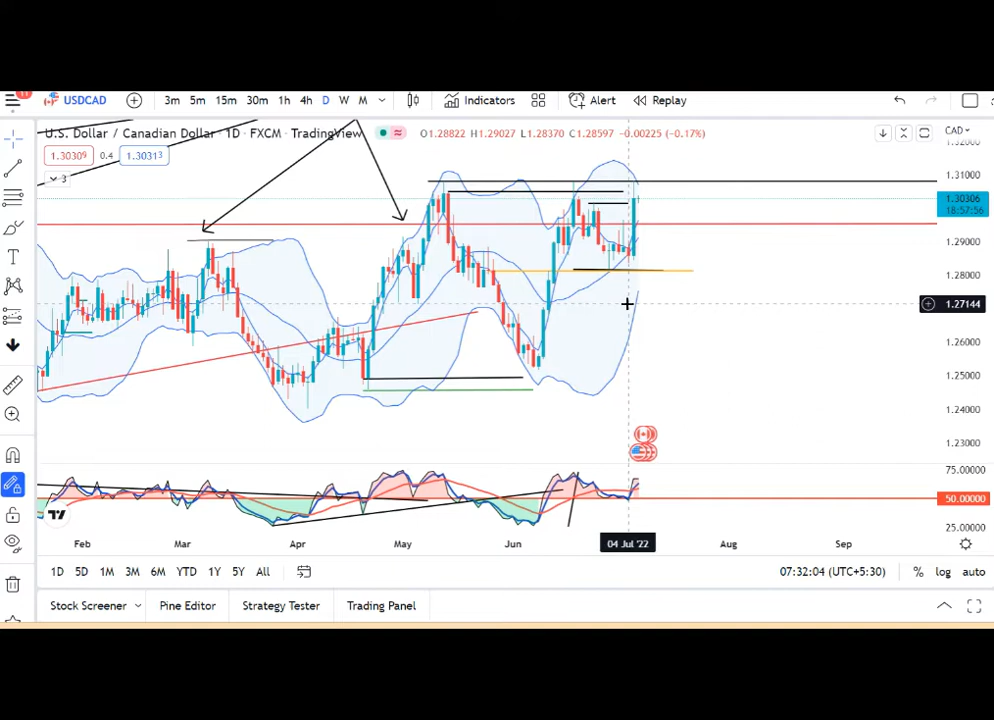 11 USDCAD 3m 5m 15m 30m 1h 4h D W M Indicators Alert Replay
U.S. Dollar / Canadian Dollar · 1D · FXCM · TradingView O1.28822 H1.29027 L1.28370 C1.28597 −0.00225 (−0.17%) CAD
1.30309 0.4 1.30313
3
1.32000
1.31000
1.30306
18:57:56
1.29000
1.28000
1.27144
1.26000
1.25000
1.24000
1.23000
75.00000
50.00000
25.00000
Feb Mar Apr May Jun 04 Jul '22 Aug Sep
1D 5D 1M 3M 6M YTD 1Y 5Y All 07:32:04 (UTC+5:30) % log auto
Stock Screener Pine Editor Strategy Tester Trading Panel